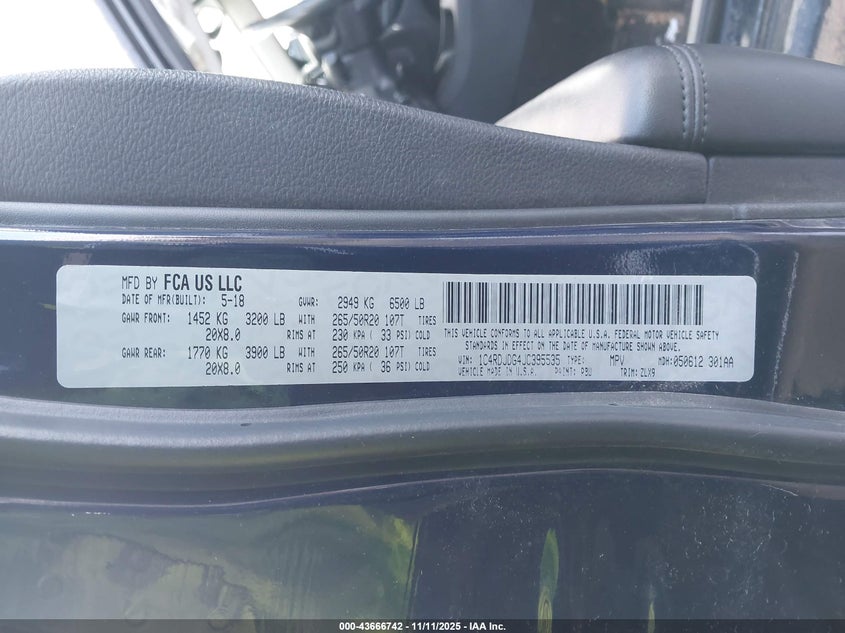 MFD BY FCA US LLC
DATE OF MFR(BUILT): 5-18 GVWR: 2949 KG 6500 LB
GAWR FRONT: 1452 KG 3200 LB WITH 265/50R20 107T TIRES
20X8.0 RIMS AT 230 KPA ( 33 PSI) COLD
GAWR REAR: 1770 KG 3900 LB WITH 265/50R20 107T TIRES
20X8.0 RIMS AT 250 KPA ( 36 PSI) COLD
THIS VEHICLE CONFORMS TO ALL APPLICABLE U.S.A. FEDERAL MOTOR VEHICLE SAFETY
STANDARDS IN EFFECT ON THE DATE OF MANUFACTURE SHOWN ABOVE.
VIN: 1C4RDJDG4JC395535 TYPE: MPV MDH: 050612 301AA
VEHICLE MADE IN U.S.A. PAINT: PBU TRIM: ZLX9
000-43666742 - 11/11/2025 - IAA Inc.